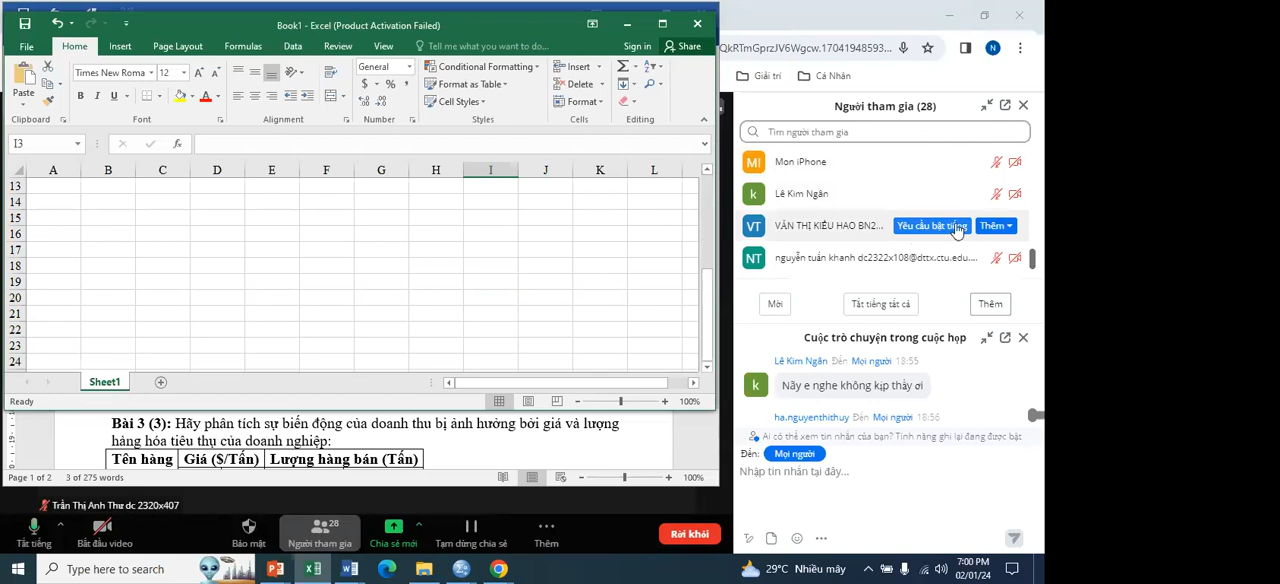 Book1 - Excel (Product Activation Failed)
File Home Insert Page Layout Formulas Data Review View Tell me what you want to do... Sign in Share
Paste
Times New Roma 12
B I U A
General
$ %
Conditional Formatting
Format as Table
Cell Styles
Insert
Delete
Format
Clipboard Font Alignment Number Styles Cells Editing
I3 fx
A B C D E F G H I J K L
13
14
15
16
17
18
19
20
21
22
23
24
Sheet1
Ready 100%
Bài 3 (3): Hãy phân tích sự biến động của doanh thu bị ảnh hưởng bởi giá và lượng
hàng hóa tiêu thụ của doanh nghiệp:
Tên hàng Giá ($/Tấn) Lượng hàng bán (Tấn)
Page 1 of 2 3 of 275 words 100%
Trần Thị Anh Thư dc 2320x407
Tắt tiếng Bắt đầu video Bảo mật 28 Người tham gia Chia sẻ mới Tạm dừng chia sẻ Thêm Rời khỏi
QkRTmGprzJV6Wgcw.17041948593... N
Giải trí Cá Nhân
Người tham gia (28)
Tìm người tham gia
MI Mon iPhone
k Lê Kim Ngân
VT VĂN THỊ KIỀU HAO BN2... Yêu cầu bật tiếng Thêm
NT nguyễn tuấn khanh dc2322x108@dttx.ctu.edu....
Mời Tắt tiếng tất cả Thêm
Cuộc trò chuyện trong cuộc họp
Lê Kim Ngân Đến Mọi người 18:55
k Nãy e nghe không kịp thầy ơi
ha.nguyenthithuy Đến Mọi người 18:56
Ai có thể xem tin nhắn của bạn? Tính năng ghi lại đang được bật
Đến: Mọi người
Nhập tin nhắn tại đây...
Type here to search
29°C Nhiều mây
7:00 PM
02/01/24